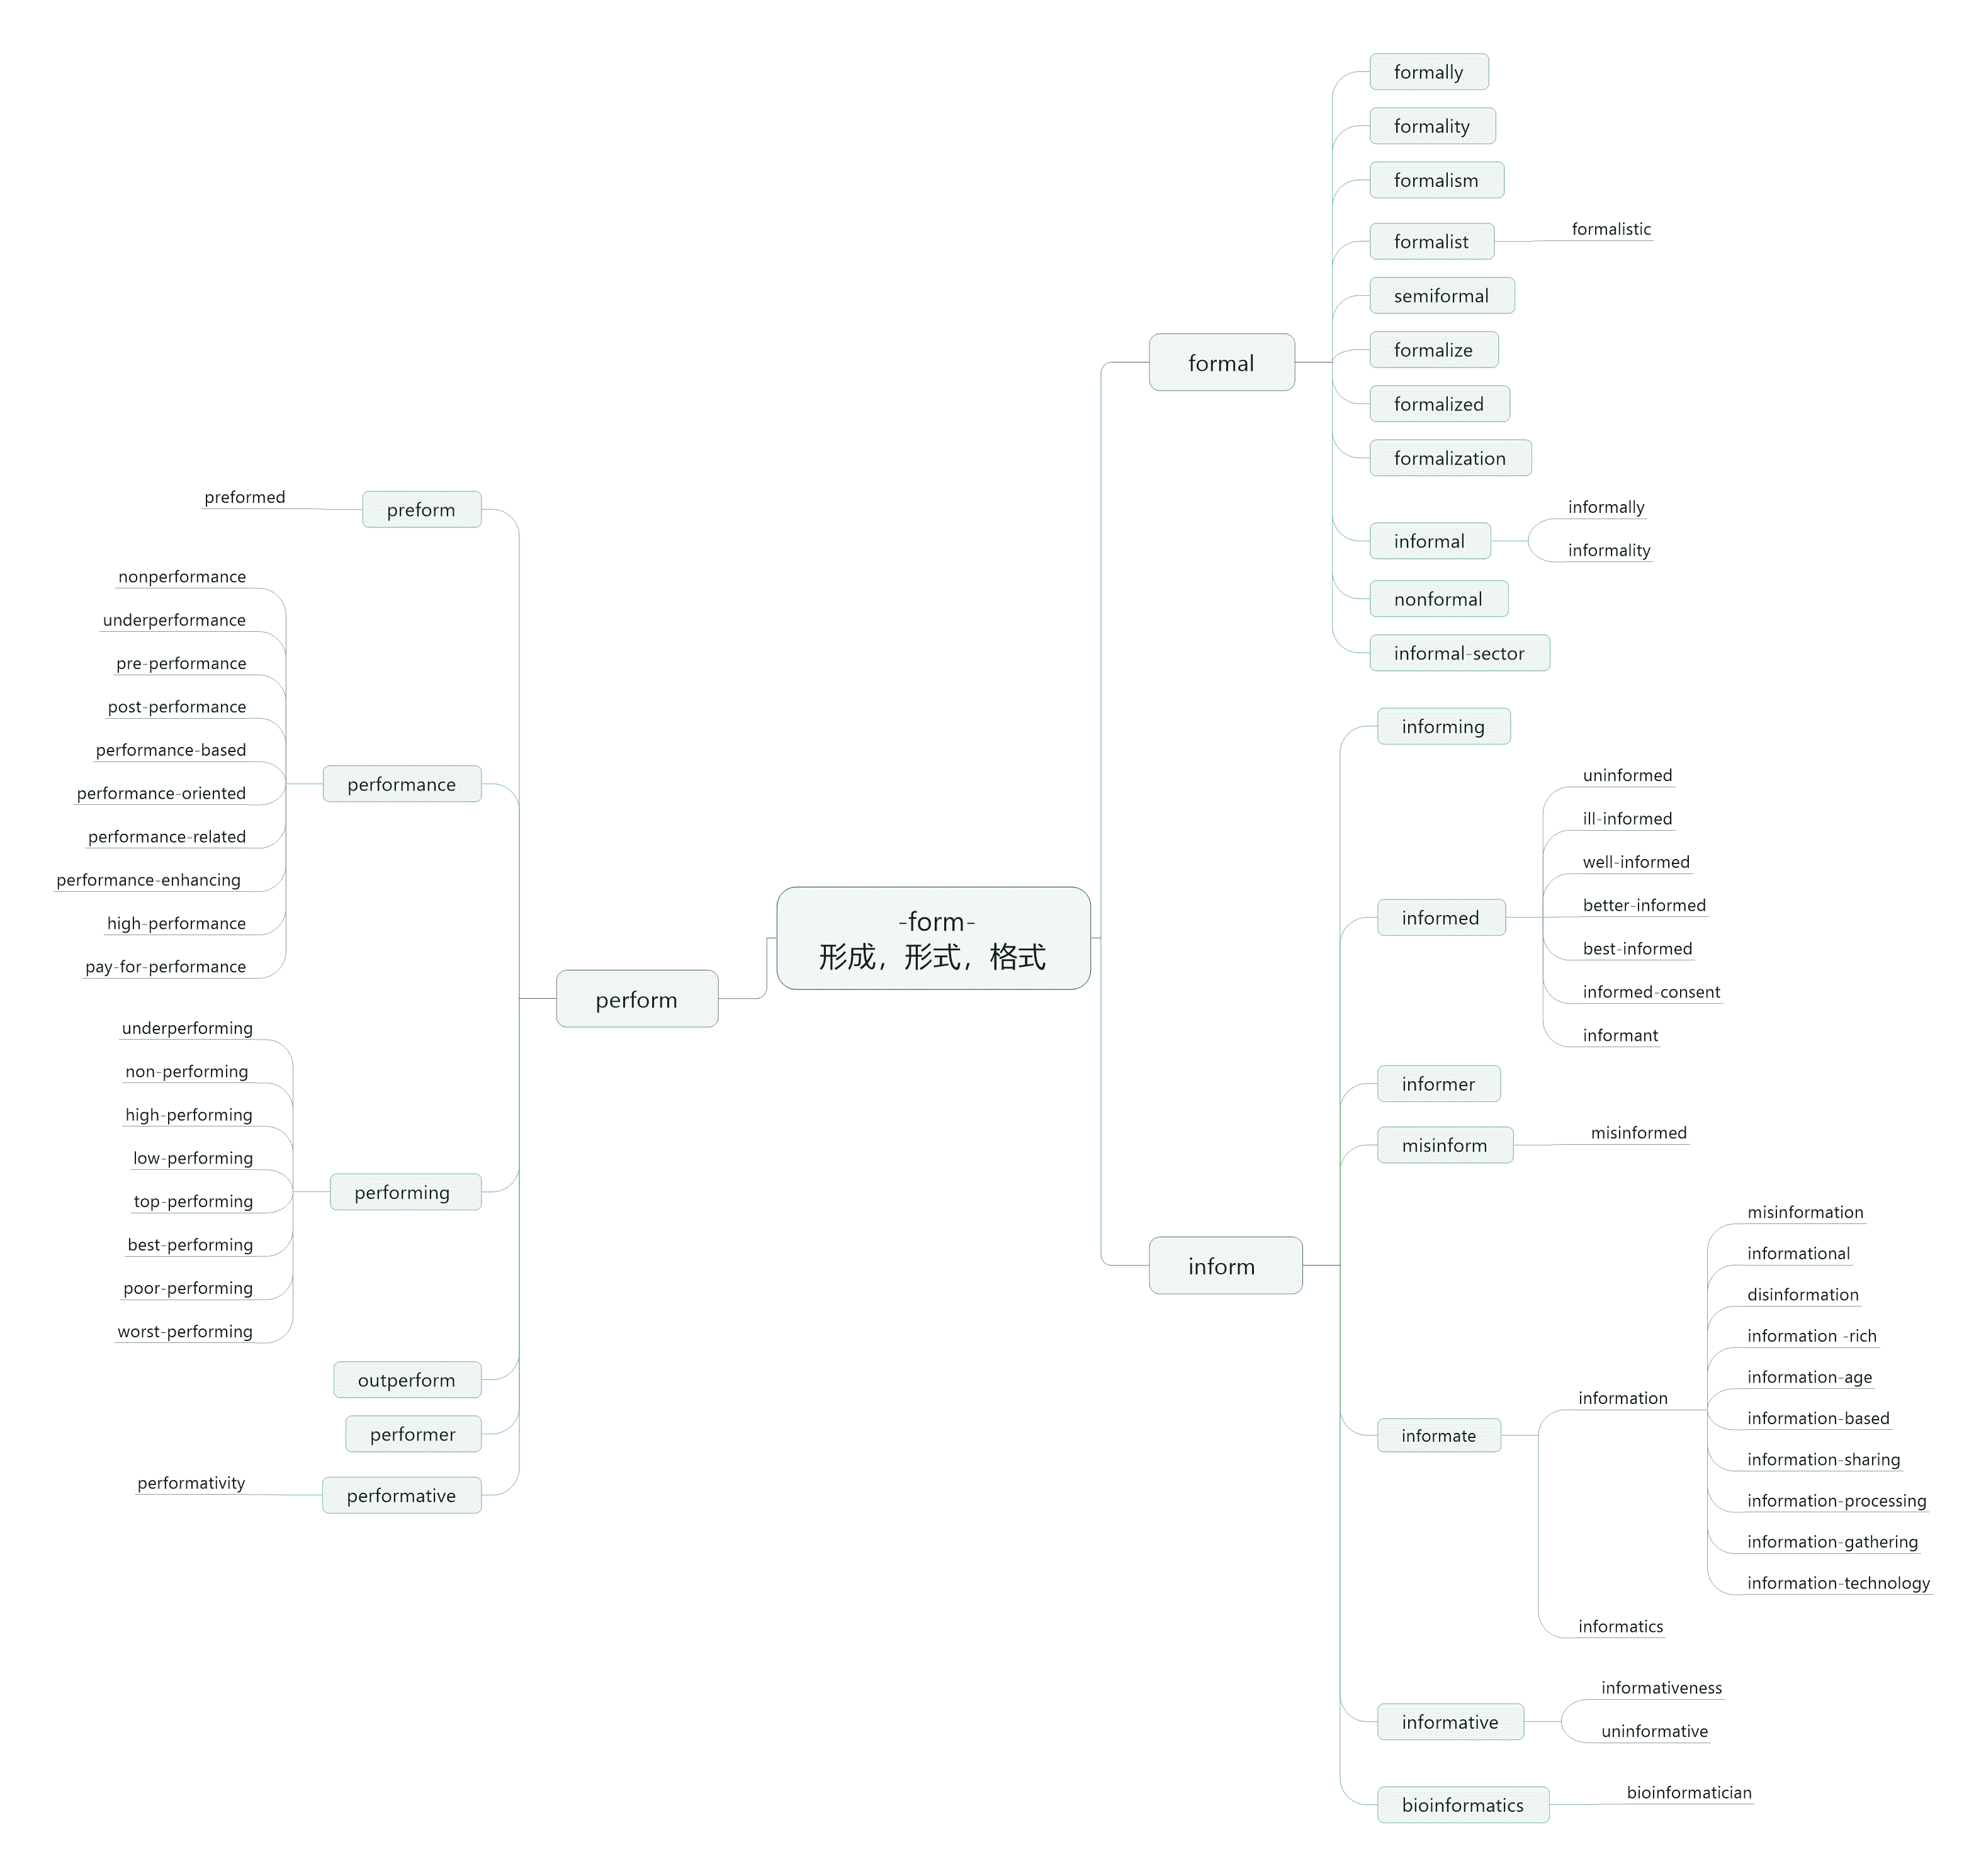 -form-
形成，形式，格式
formal
formally
formality
formalism
formalist
formalistic
semiformal
formalize
formalized
formalization
informal
informally
informality
nonformal
informal-sector
inform
informing
informed
uninformed
ill-informed
well-informed
better-informed
best-informed
informed-consent
informant
informer
misinform
misinformed
informate
information
misinformation
informational
disinformation
information -rich
information-age
information-based
information-sharing
information-processing
information-gathering
information-technology
informatics
informative
informativeness
uninformative
bioinformatics
bioinformatician
perform
preform
preformed
performance
nonperformance
underperformance
pre-performance
post-performance
performance-based
performance-oriented
performance-related
performance-enhancing
high-performance
pay-for-performance
performing
underperforming
non-performing
high-performing
low-performing
top-performing
best-performing
poor-performing
worst-performing
outperform
performer
performative
performativity